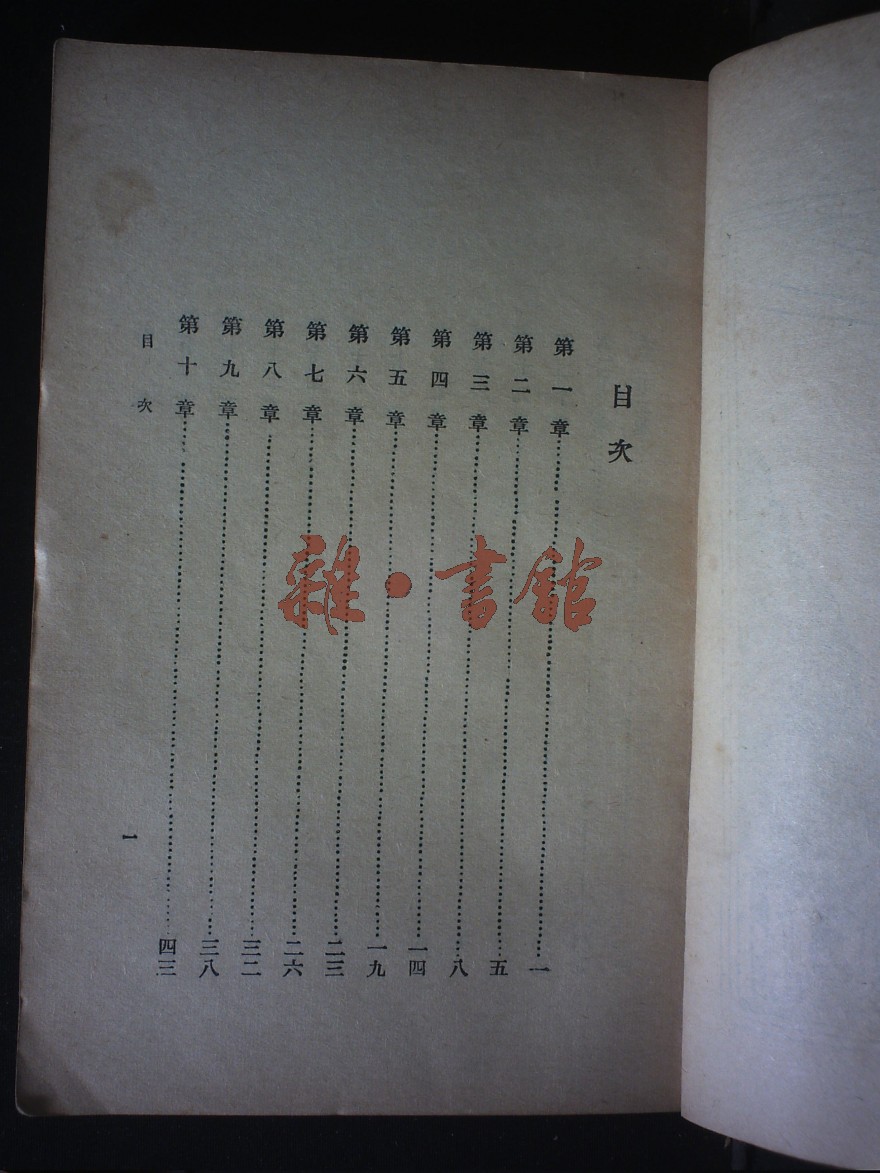 目次
第一章……一
第二章……五
第三章……八
第四章……一四
第五章……一九
第六章……二三
第七章……二六
第八章……三二
第九章……三八
第十章……四三
目次
一
雜·書館